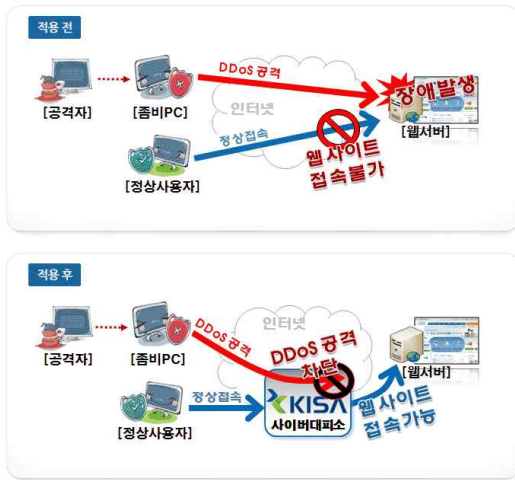 적용 전
DDoS 공격
장애발생
[공격자]
[좀비PC]
인터넷
[웹서버]
정상접속
웹 사이트
접속불가
[정상사용자]
적용 후
인터넷
DDoS 공격
DDoS 공격
차단
[공격자]
[좀비PC]
[웹서버]
정상접속
KISA
사이버대피소
웹 사이트
접속가능
[정상사용자]